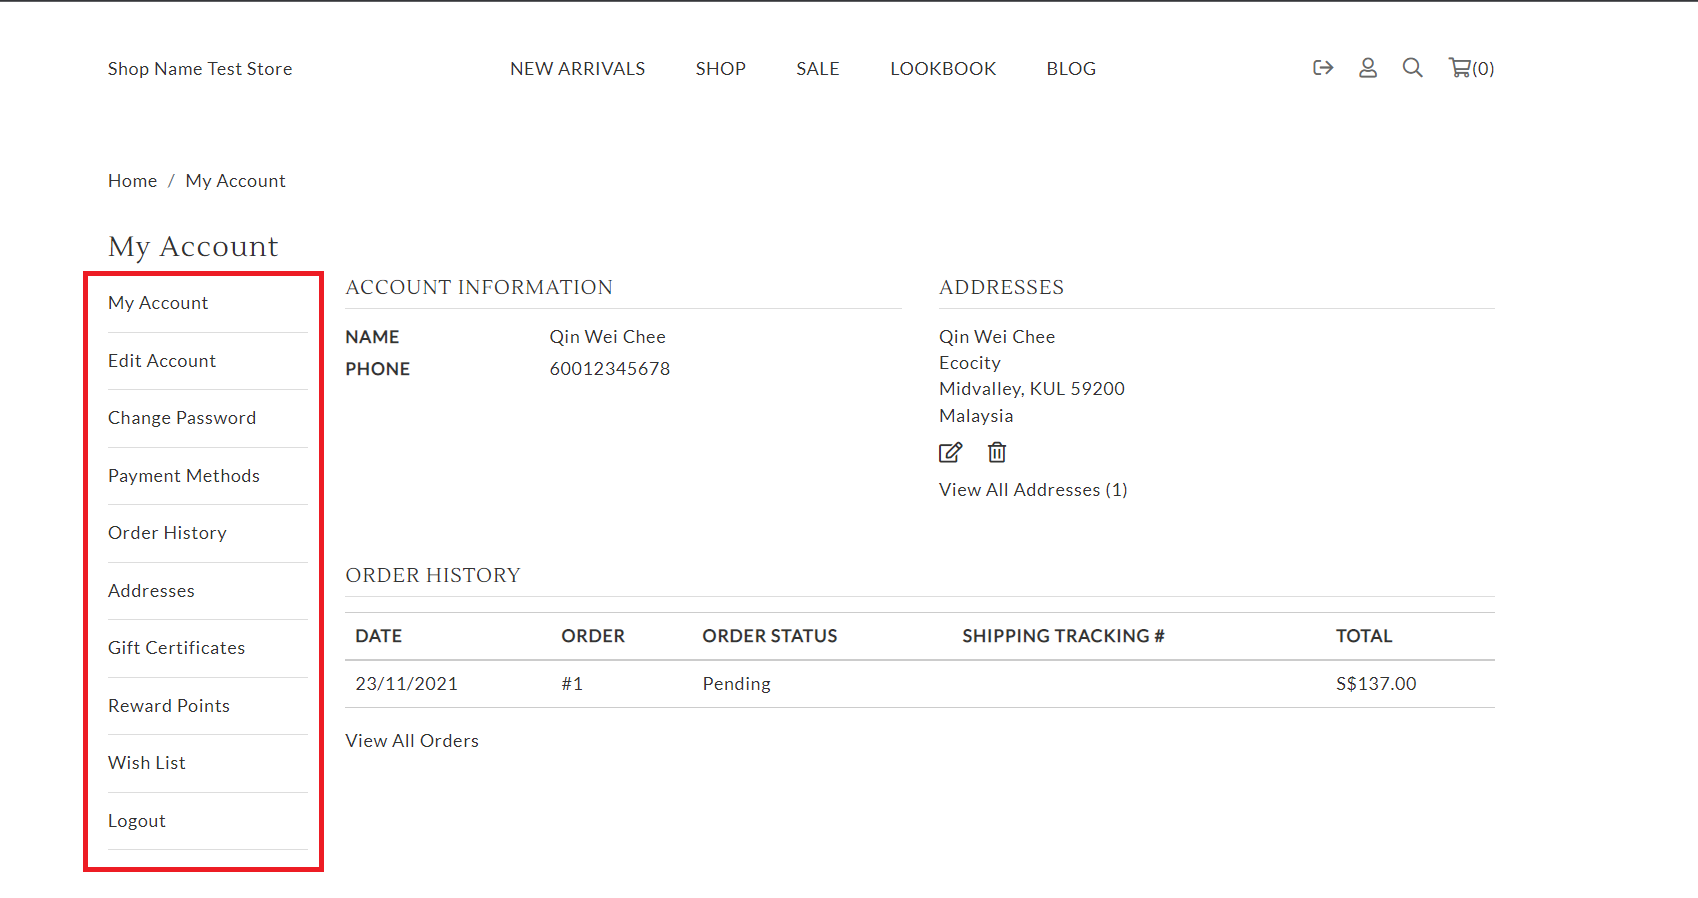 Shop Name Test Store
NEW ARRIVALS SHOP SALE LOOKBOOK BLOG
(0)
Home / My Account
My Account
My Account
Edit Account
Change Password
Payment Methods
Order History
Addresses
Gift Certificates
Reward Points
Wish List
Logout
ACCOUNT INFORMATION
NAME Qin Wei Chee
PHONE 60012345678
ADDRESSES
Qin Wei Chee
Ecocity
Midvalley, KUL 59200
Malaysia
View All Addresses (1)
ORDER HISTORY
DATE ORDER ORDER STATUS SHIPPING TRACKING # TOTAL
23/11/2021 #1 Pending S$137.00
View All Orders